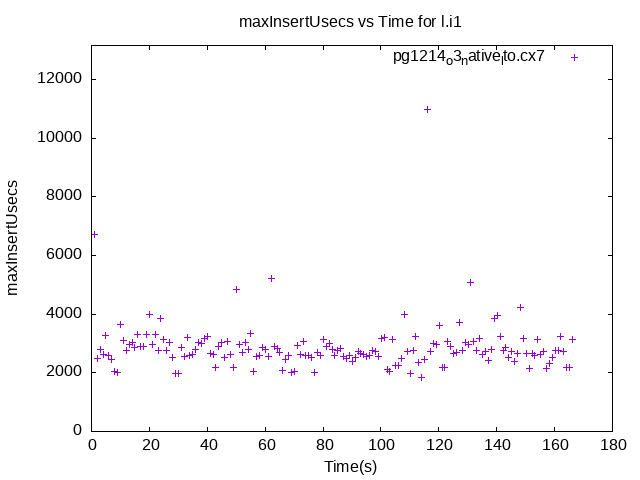 maxInsertUsecs vs Time for l.i1
pg1214o3native_lto.cx7
12000
10000
8000
6000
4000
2000
0
maxInsertUsecs
0 20 40 60 80 100 120 140 160 180
Time(s)